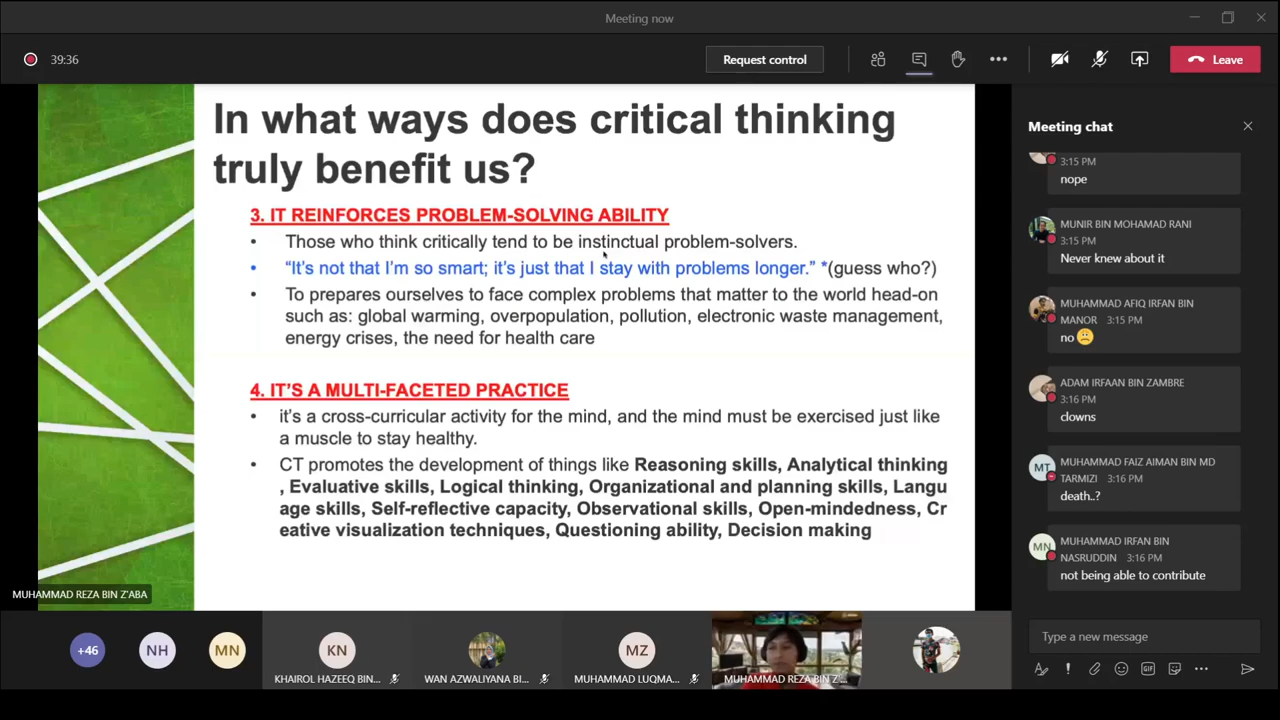 Meeting now
39:36
Request control
Leave
In what ways does critical thinking
truly benefit us?
3. IT REINFORCES PROBLEM-SOLVING ABILITY
• Those who think critically tend to be instinctual problem-solvers.
• “It’s not that I’m so smart; it’s just that I stay with problems longer.” *(guess who?)
• To prepares ourselves to face complex problems that matter to the world head-on
such as: global warming, overpopulation, pollution, electronic waste management,
energy crises, the need for health care
4. IT’S A MULTI-FACETED PRACTICE
• it’s a cross-curricular activity for the mind, and the mind must be exercised just like
a muscle to stay healthy.
• CT promotes the development of things like Reasoning skills, Analytical thinking
, Evaluative skills, Logical thinking, Organizational and planning skills, Langu
age skills, Self-reflective capacity, Observational skills, Open-mindedness, Cr
eative visualization techniques, Questioning ability, Decision making
MUHAMMAD REZA BIN Z'ABA
+46
NH
MN
KN
KHAIROL HAZEEQ BIN...
WAN AZWALIYANA BI...
MZ
MUHAMMAD LUQMA...
MUHAMMAD REZA BIN Z'...
Meeting chat
3:15 PM
nope
MUNIR BIN MOHAMAD RANI
3:15 PM
Never knew about it
MUHAMMAD AFIQ IRFAN BIN
MANOR 3:15 PM
no 🙁
ADAM IRFAAN BIN ZAMBRE
3:16 PM
clowns
MT
MUHAMMAD FAIZ AIMAN BIN MD
TARMIZI 3:16 PM
death..?
MN
MUHAMMAD IRFAN BIN
NASRUDDIN 3:16 PM
not being able to contribute
Type a new message
GIF